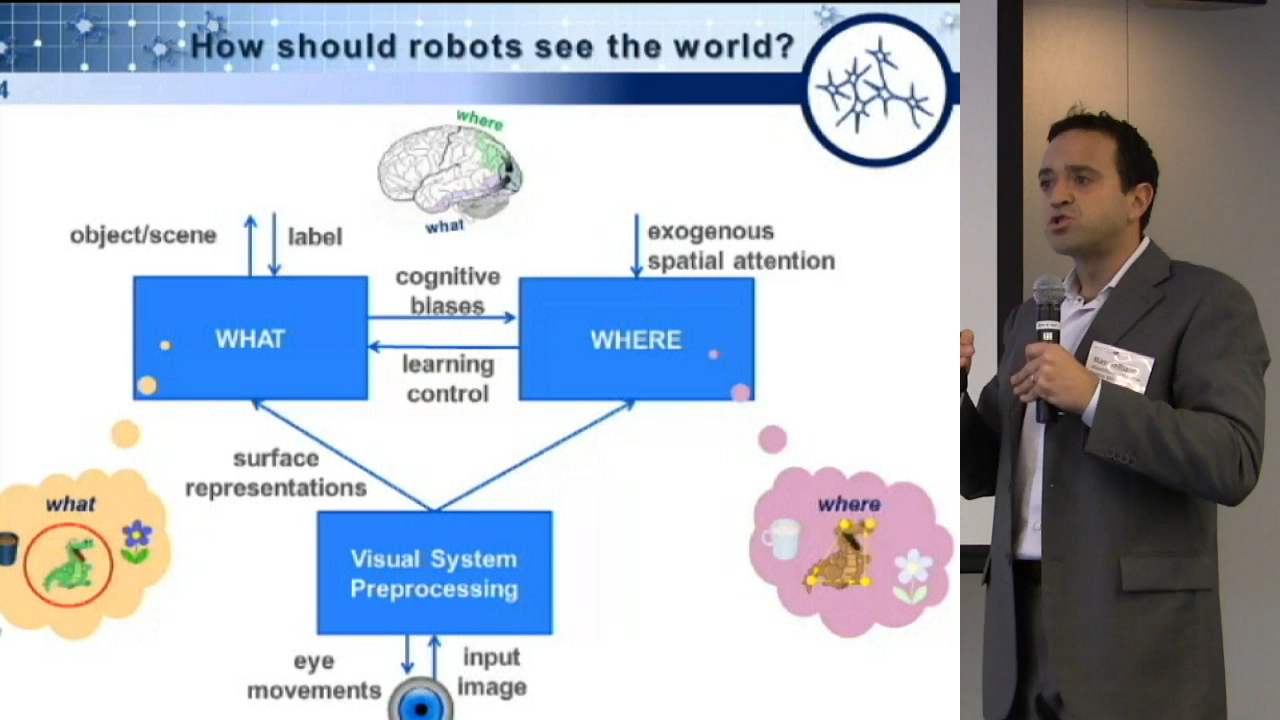 How should robots see the world?
4
where
what
object/scene
label
exogenous
spatial attention
cognitive
biases
WHAT
WHERE
learning
control
surface
representations
what
where
Visual System
Preprocessing
eye
movements
input
image